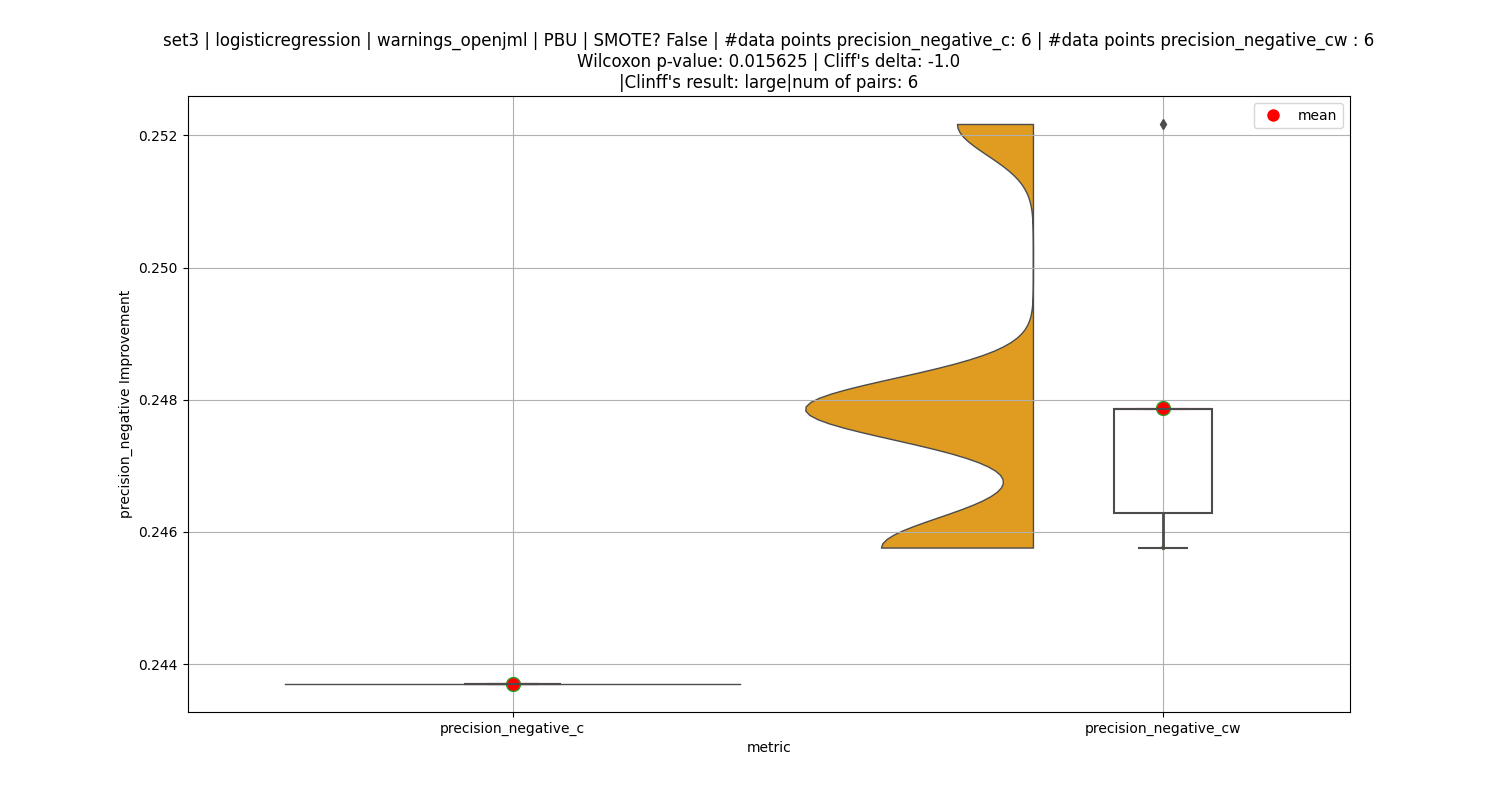 set3 | logisticregression | warnings_openjml | PBU | SMOTE? False | #data points precision_negative_c: 6 | #data points precision_negative_cw : 6
Wilcoxon p-value: 0.015625 | Cliff's delta: -1.0
|Clinff's result: large|num of pairs: 6
mean
0.252
0.250
0.248
0.246
0.244
precision_negative Improvement
precision_negative_c
precision_negative_cw
metric